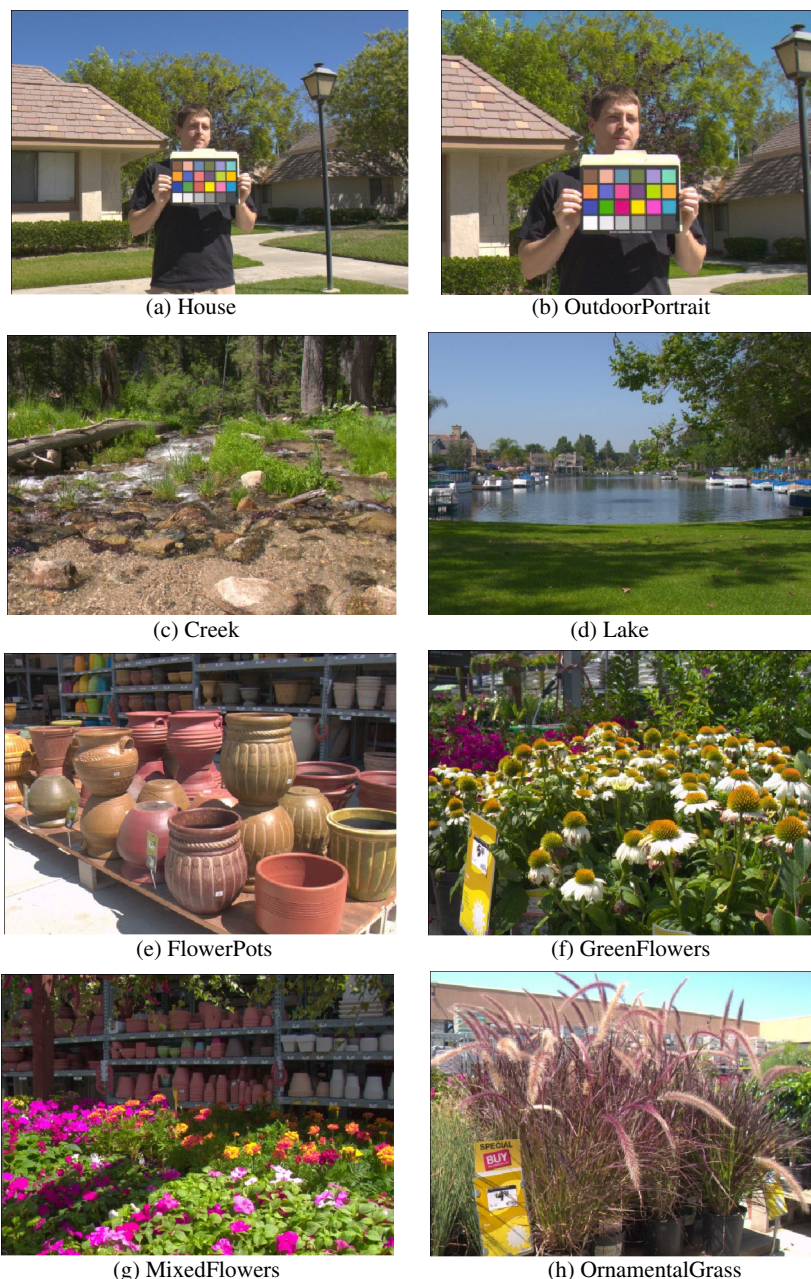 (a) House
(b) OutdoorPortrait
(c) Creek
(d) Lake
(e) FlowerPots
(f) GreenFlowers
(g) MixedFlowers
SPECIAL
BUY
(h) OrnamentalGrass